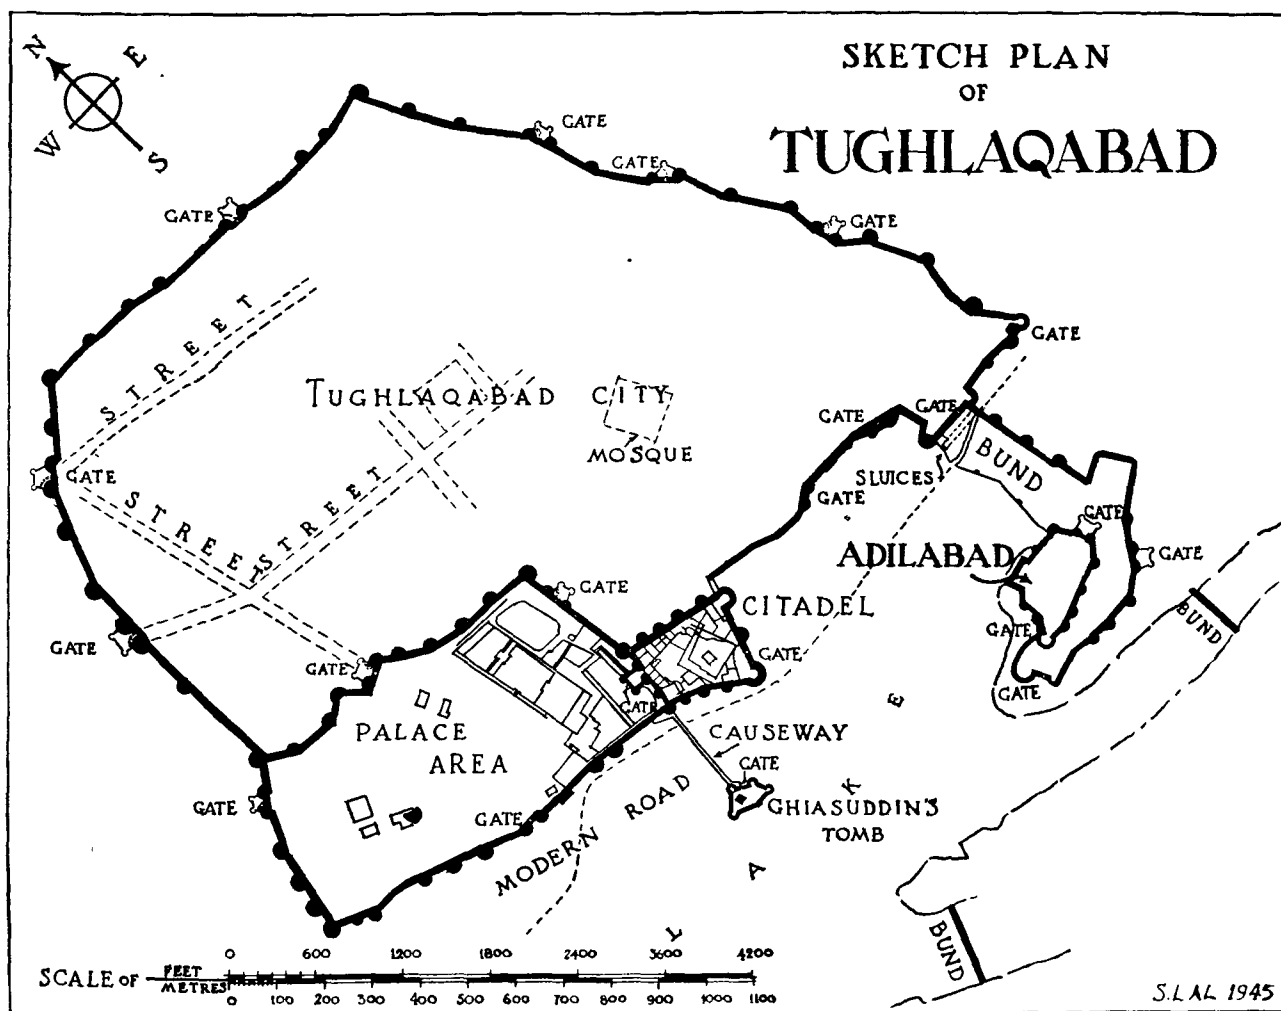 SKETCH PLAN
OF
TUGHLAQABAD
N
E
W
S
GATE
GATE
GATE
GATE
GATE
STREET
TUGHLAQABAD CITY
MOSQUE
GATE
GATE
BUND
SLUICES
GATE
GATE
STREET
STREET
GATE
ADILABAD
GATE
GATE
CITADEL
BUND
GATE
GATE
GATE
GATE
GATE
GATE
PALACE
AREA
CAUSEWAY
GATE
GATE
GATE
MODERN ROAD
GHIASUDDIN'S
TOMB
LAKE
BUND
SCALE OF FEET
METRES
0 600 1200 1800 2400 3600 4200
0 100 200 300 400 500 600 700 800 900 1000 1100
S.LAL 1945